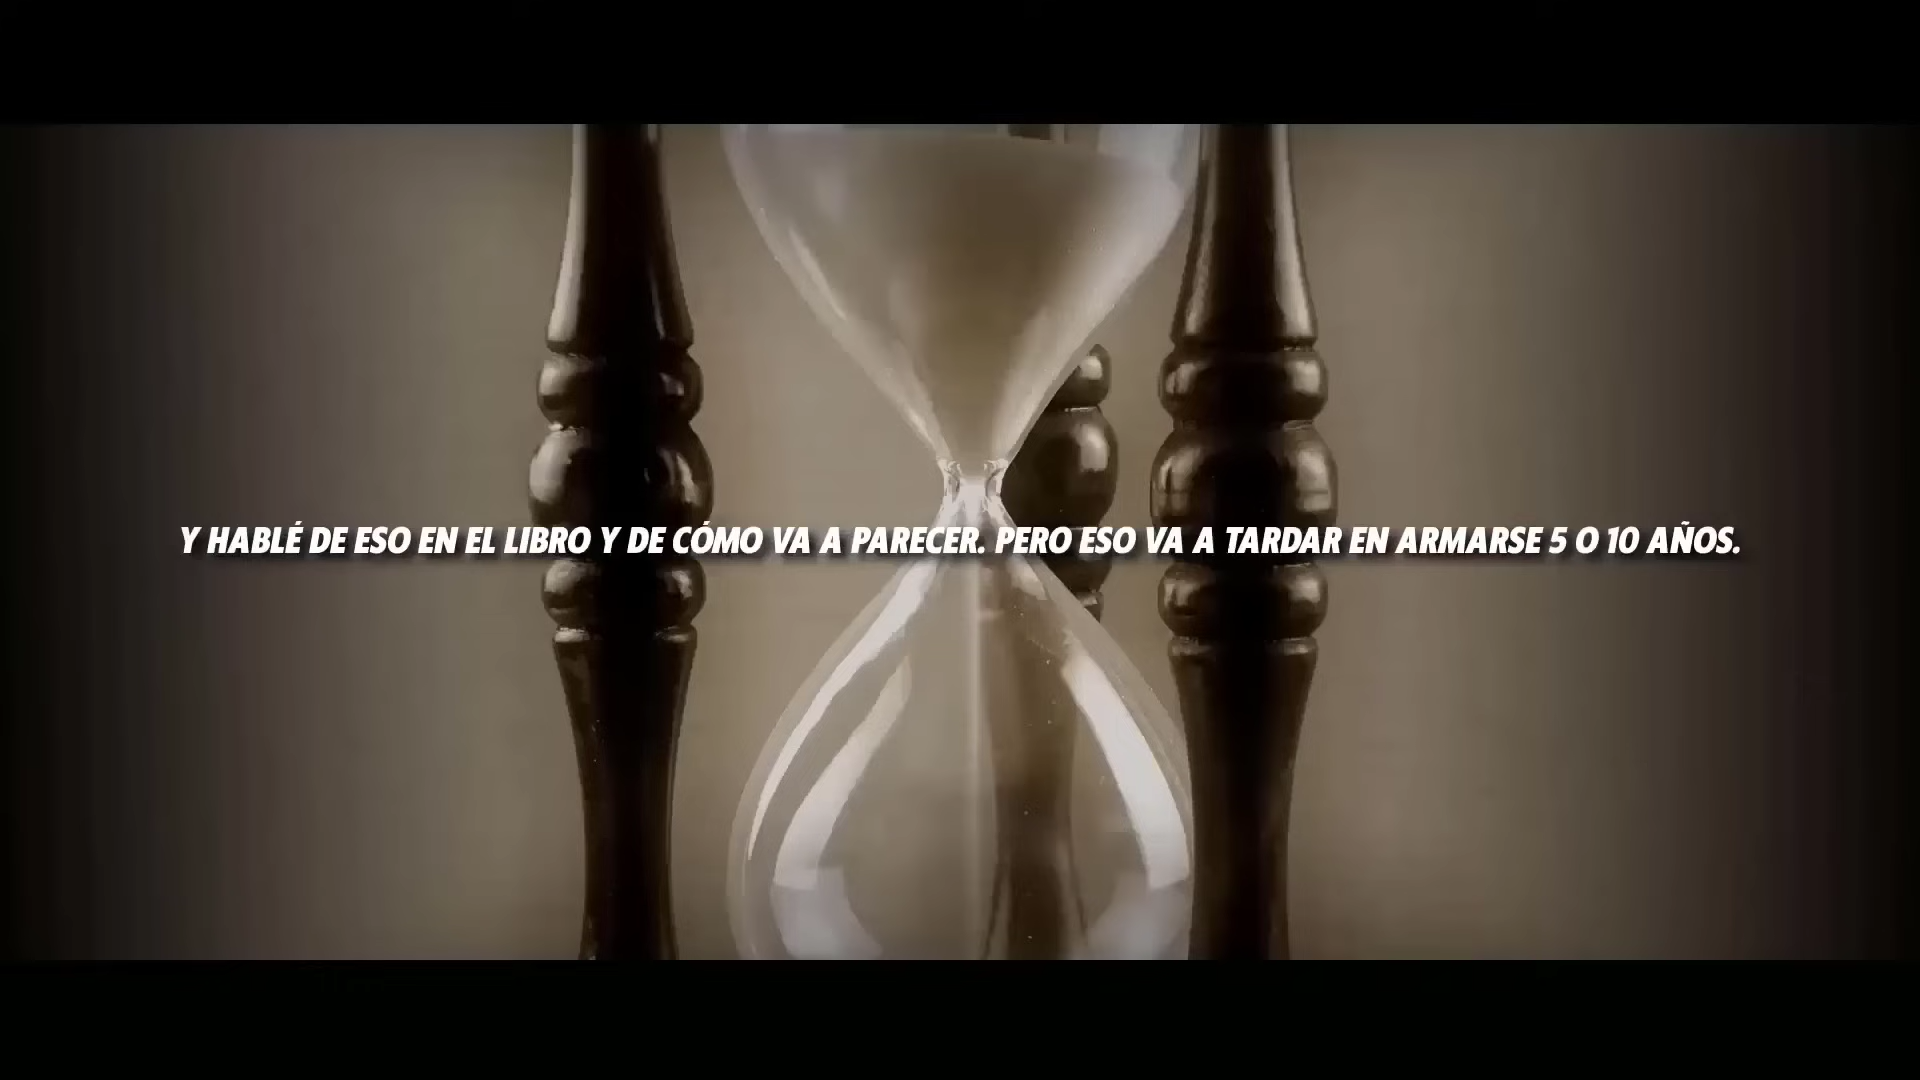 Y HABLÉ DE ESO EN EL LIBRO Y DE CÓMO VA A PARECER. PERO ESO VA A TARDAR EN ARMARSE 5 O 10 AÑOS.